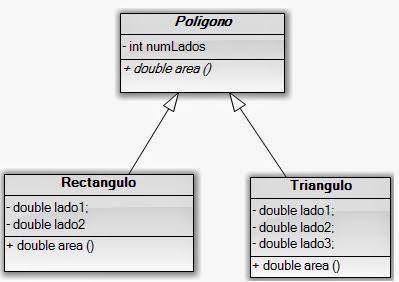 Polígono
- int numLados
+ double area ()
Rectangulo
- double lado1;
- double lado2
+ double area ()
Triangulo
- double lado1;
- double lado2;
- double lado3;
+ double area ()